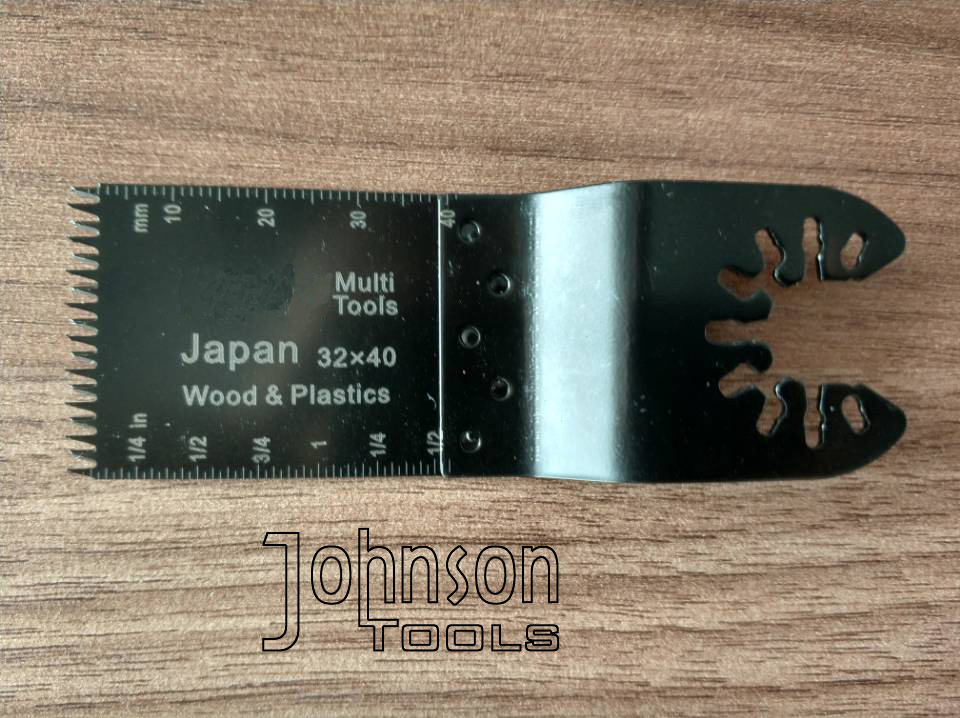 mm 10 20 30 40
Multi
Tools
Japan 32×40
Wood & Plastics
1/4 in 1/2 3/4 1 1/4 1/2
Johnson
TOOLS